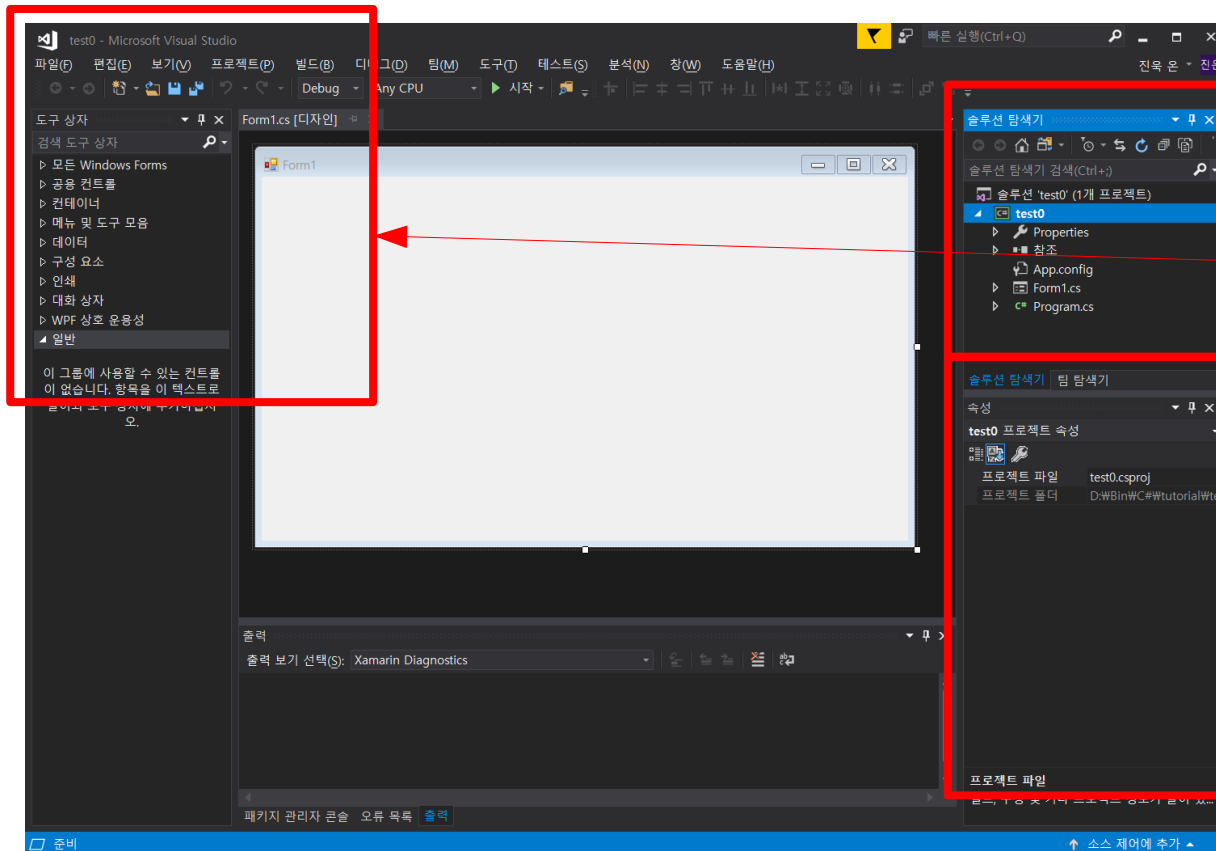 test0 - Microsoft Visual Studio
빠른 실행(Ctrl+Q)
파일(F) 편집(E) 보기(V) 프로젝트(P) 빌드(B) 디버그(D) 팀(M) 도구(T) 테스트(S) 분석(N) 창(W) 도움말(H)
진욱 온
Debug Any CPU 시작
도구 상자
검색 도구 상자
모든 Windows Forms
공용 컨트롤
컨테이너
메뉴 및 도구 모음
데이터
구성 요소
인쇄
대화 상자
WPF 상호 운용성
일반
이 그룹에 사용할 수 있는 컨트롤
이 없습니다. 항목을 이 텍스트로
오.
Form1.cs [디자인]
Form1
출력
출력 보기 선택(S): Xamarin Diagnostics
패키지 관리자 콘솔 오류 목록 출력
솔루션 탐색기
솔루션 탐색기 검색(Ctrl+;)
솔루션 'test0' (1개 프로젝트)
test0
Properties
참조
App.config
Form1.cs
Program.cs
솔루션 탐색기 팀 탐색기
속성
test0 프로젝트 속성
프로젝트 파일 test0.csproj
프로젝트 폴더 D:₩Bin₩C#₩tutorial₩te
프로젝트 파일
준비
소스 제어에 추가